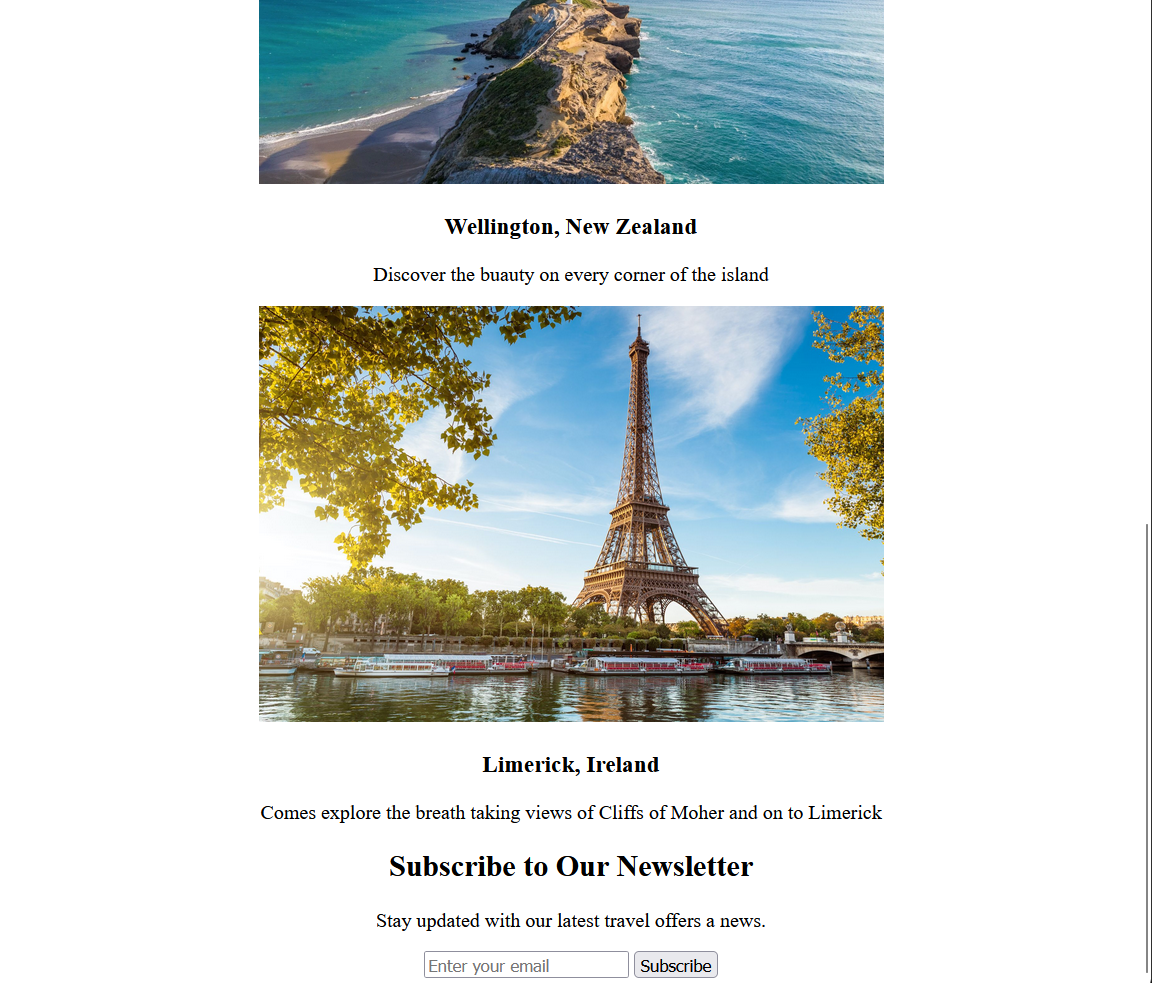 Wellington, New Zealand
Discover the buauty on every corner of the island
Limerick, Ireland
Comes explore the breath taking views of Cliffs of Moher and on to Limerick
Subscribe to Our Newsletter
Stay updated with our latest travel offers a news.
Enter your email Subscribe